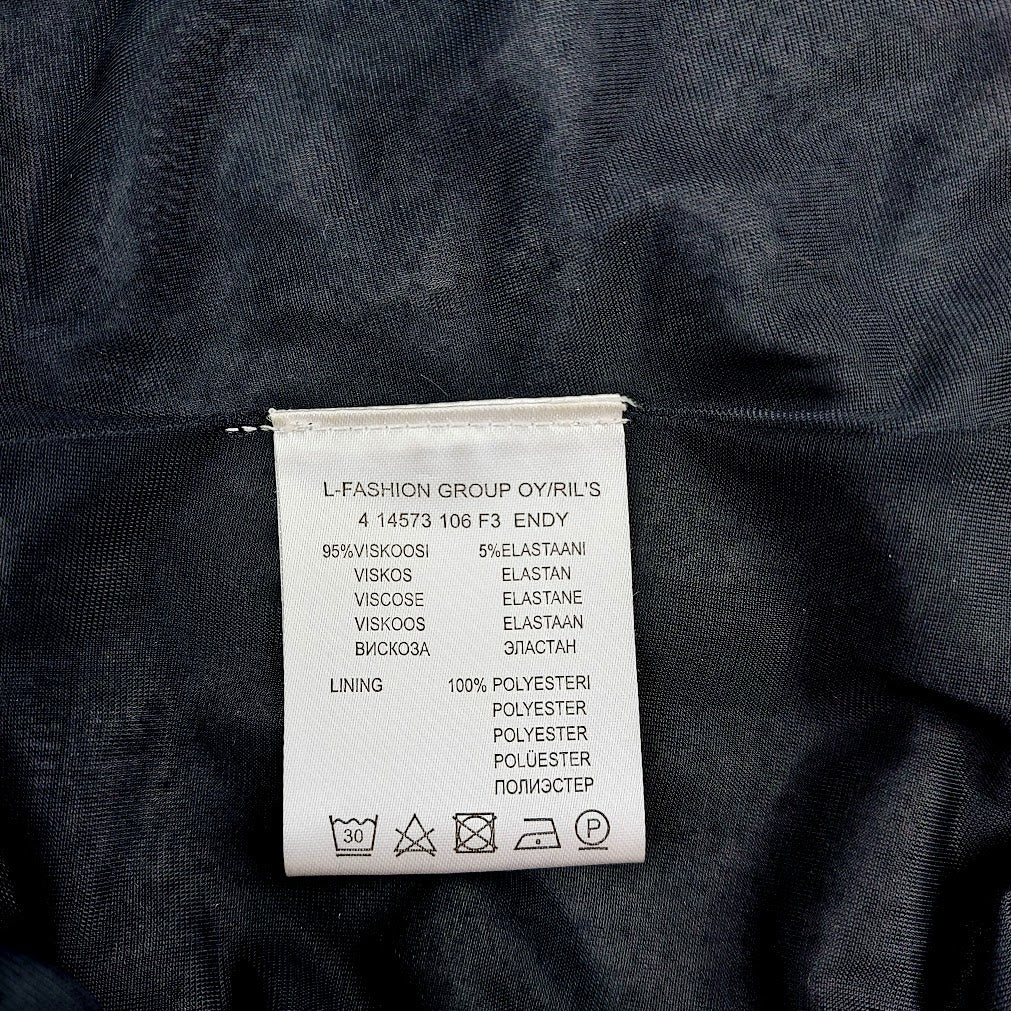 L-FASHION GROUP OY/RIL'S
4 14573 106 F3 ENDY
95%VISKOOSI 5%ELASTAANI
VISKOS ELASTAN
VISCOSE ELASTANE
VISKOOS ELASTAAN
ВИСКОЗА ЭЛАСТАН
LINING 100% POLYESTERI
POLYESTER
POLYESTER
POLÜESTER
ПОЛИЭСТЕР
30 P